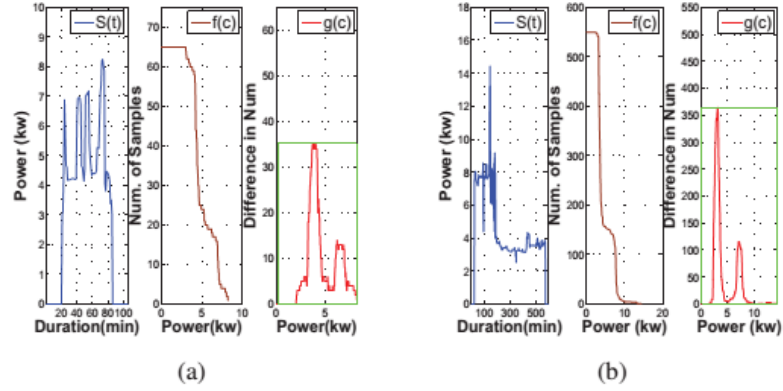 S(t)
Power (kw)
10
9
8
7
6
5
4
3
2
1
0
20 40 60 80 100
Duration(min)
f(c)
Num. of Samples
70
60
50
40
30
20
10
0
0 5 10
Power(kw)
g(c)
Difference in Num
60
50
40
30
20
10
0
0 5
Power(kw)
(a)
S(t)
Power (kw)
18
16
14
12
10
8
6
4
2
0
100 300 500
Duration(min)
f(c)
Num. of Samples
600
500
400
300
200
100
0
0 10 20
Power (kw)
g(c)
Difference in Num
550
500
450
400
350
300
250
200
150
100
50
0
0 5 10
Power (kw)
(b)